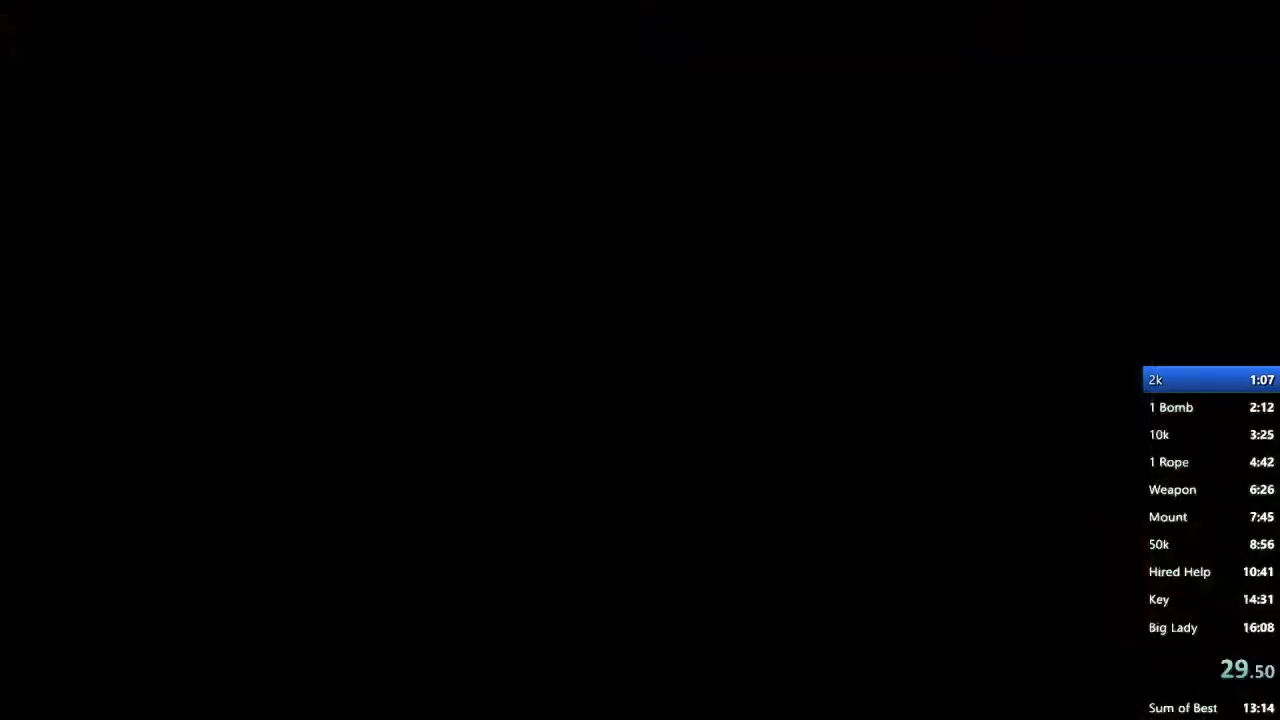 2k 1:07
1 Bomb 2:12
10k 3:25
1 Rope 4:42
Weapon 6:26
Mount 7:45
50k 8:56
Hired Help 10:41
Key 14:31
Big Lady 16:08
29.50
Sum of Best 13:14